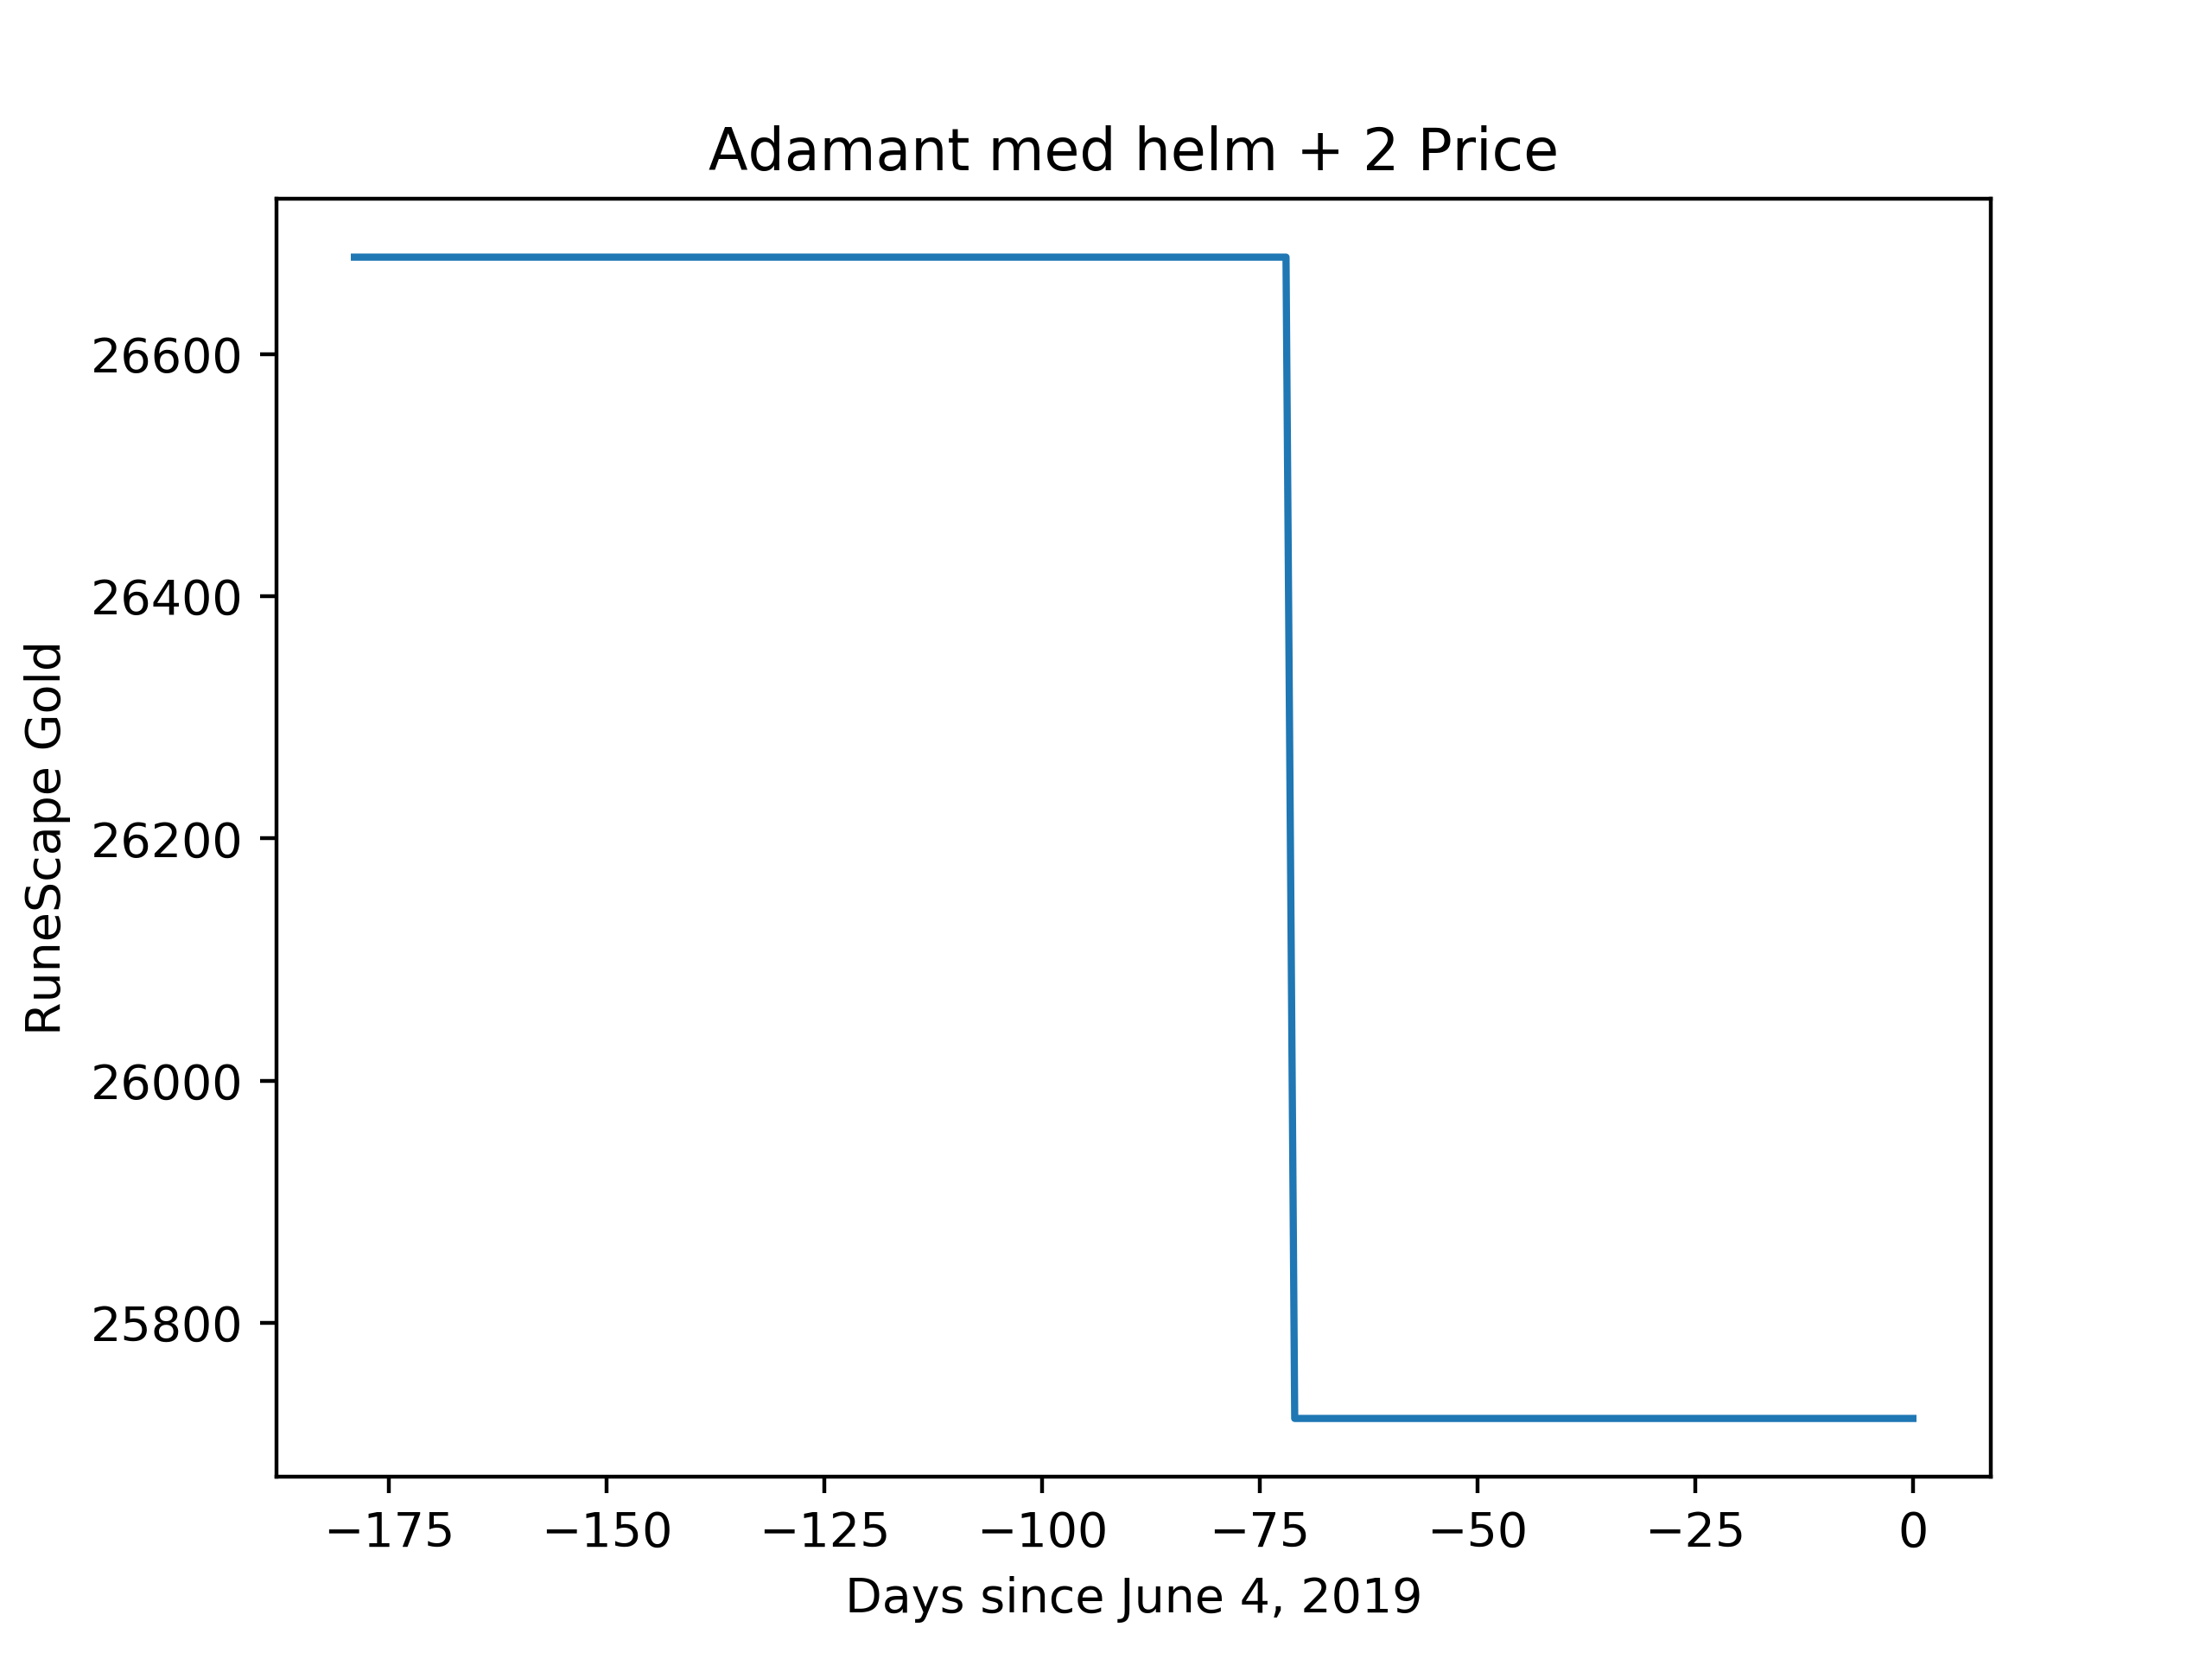 Adamant med helm + 2 Price
RuneScape Gold
26600
26400
26200
26000
25800
−175 −150 −125 −100 −75 −50 −25 0
Days since June 4, 2019